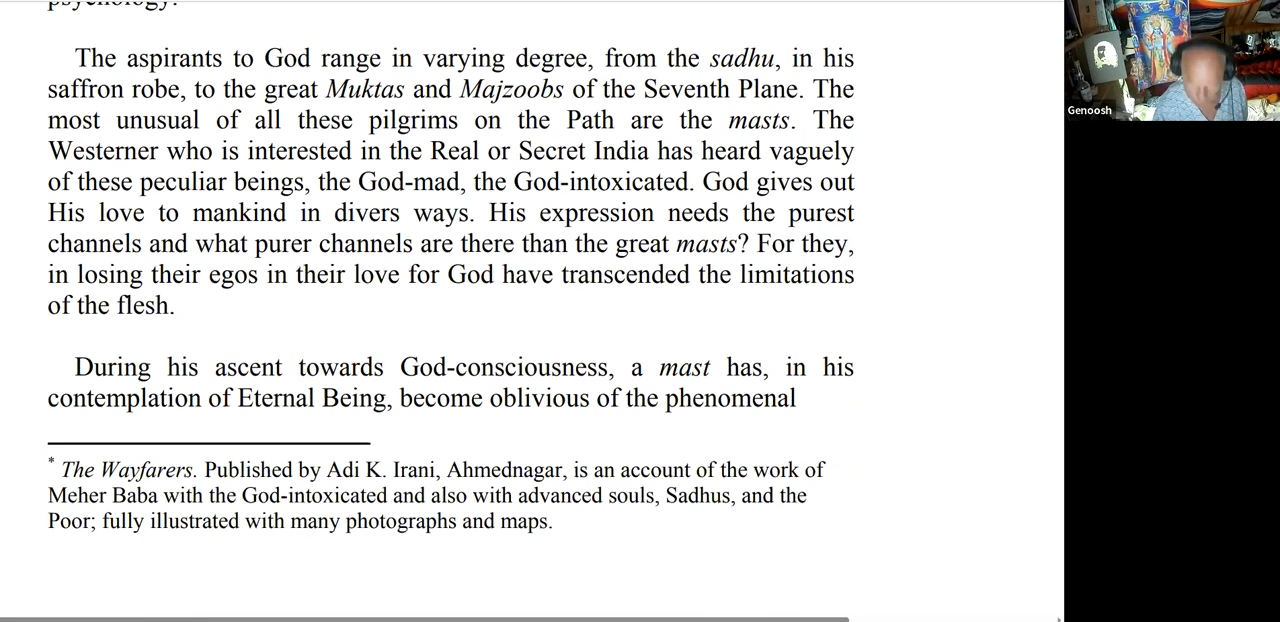 psychology.
The aspirants to God range in varying degree, from the sadhu, in his
saffron robe, to the great Muktas and Majzoobs of the Seventh Plane. The
most unusual of all these pilgrims on the Path are the masts. The
Westerner who is interested in the Real or Secret India has heard vaguely
of these peculiar beings, the God-mad, the God-intoxicated. God gives out
His love to mankind in divers ways. His expression needs the purest
channels and what purer channels are there than the great masts? For they,
in losing their egos in their love for God have transcended the limitations
of the flesh.
During his ascent towards God-consciousness, a mast has, in his
contemplation of Eternal Being, become oblivious of the phenomenal
* The Wayfarers. Published by Adi K. Irani, Ahmednagar, is an account of the work of
Meher Baba with the God-intoxicated and also with advanced souls, Sadhus, and the
Poor; fully illustrated with many photographs and maps.
Genoosh